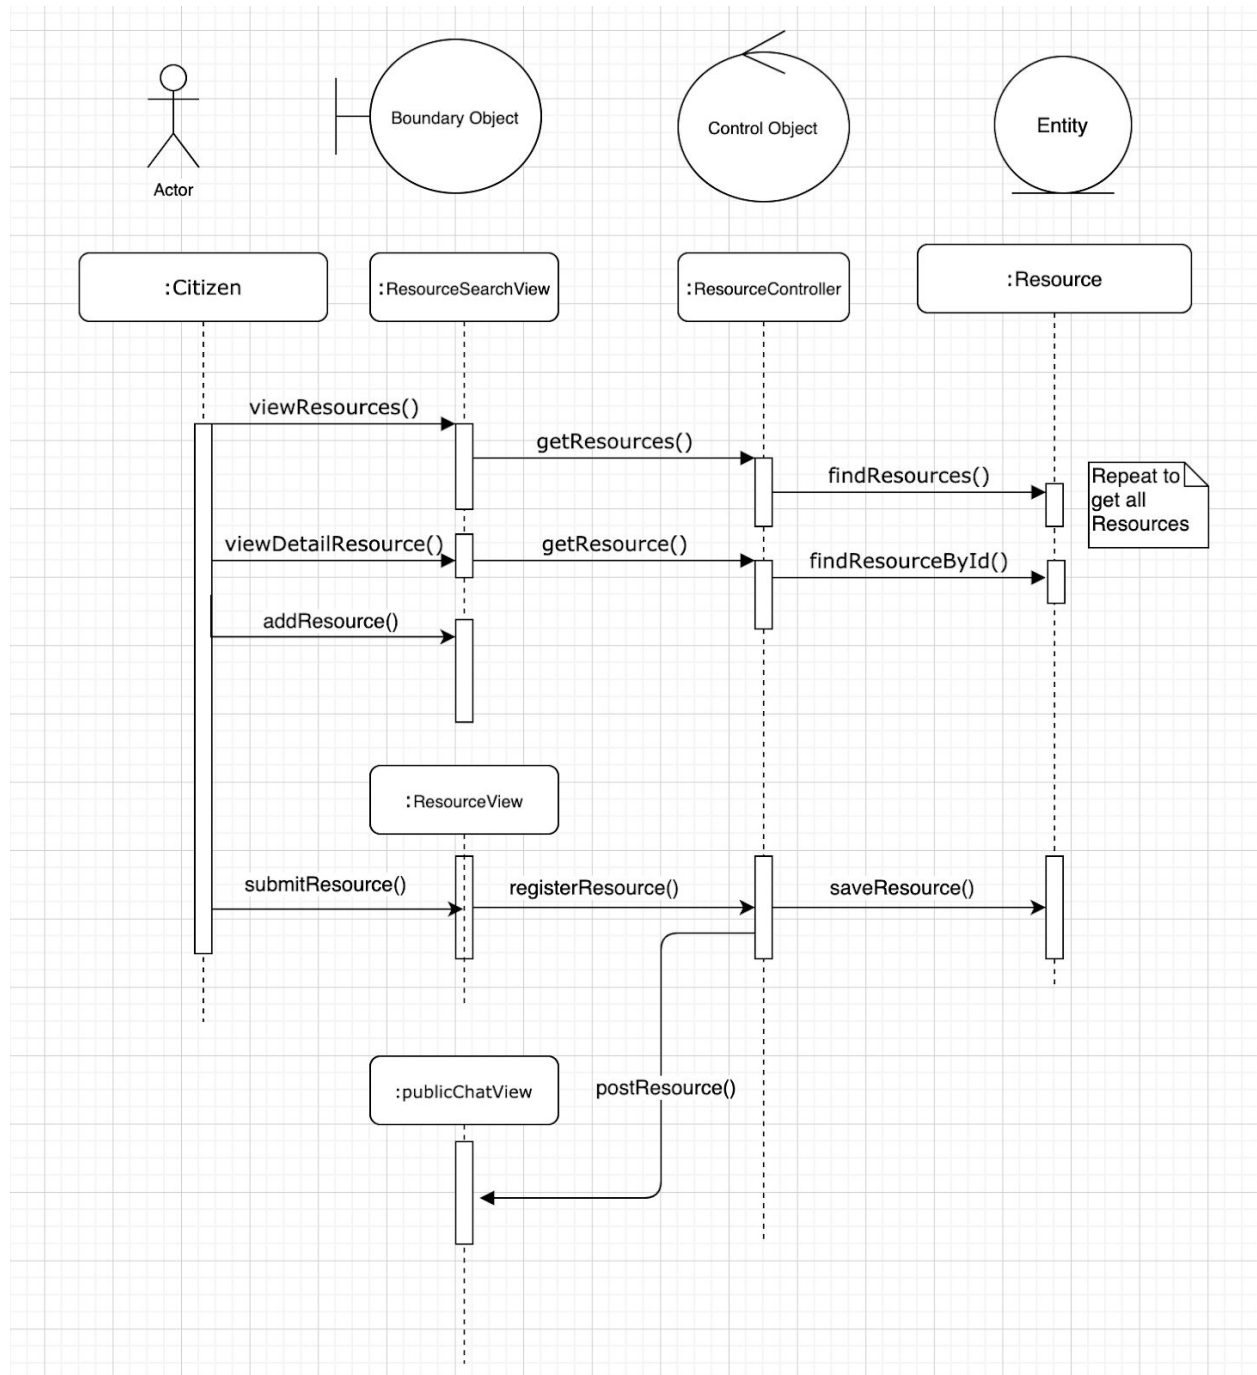 Actor
Boundary Object
Control Object
Entity
:Citizen
:ResourceSearchView
:ResourceController
:Resource
viewResources()
getResources()
findResources()
Repeat to
get all
Resources
viewDetailResource()
getResource()
findResourceById()
addResource()
:ResourceView
submitResource()
registerResource()
saveResource()
:publicChatView
postResource()